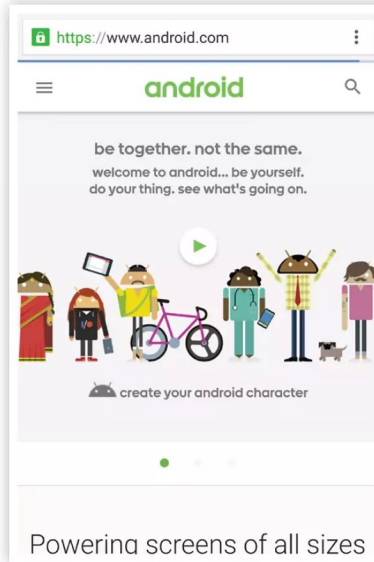 https://www.android.com
android
be together. not the same.
welcome to android... be yourself.
do your thing. see what's going on.
create your android character
Powering screens of all sizes